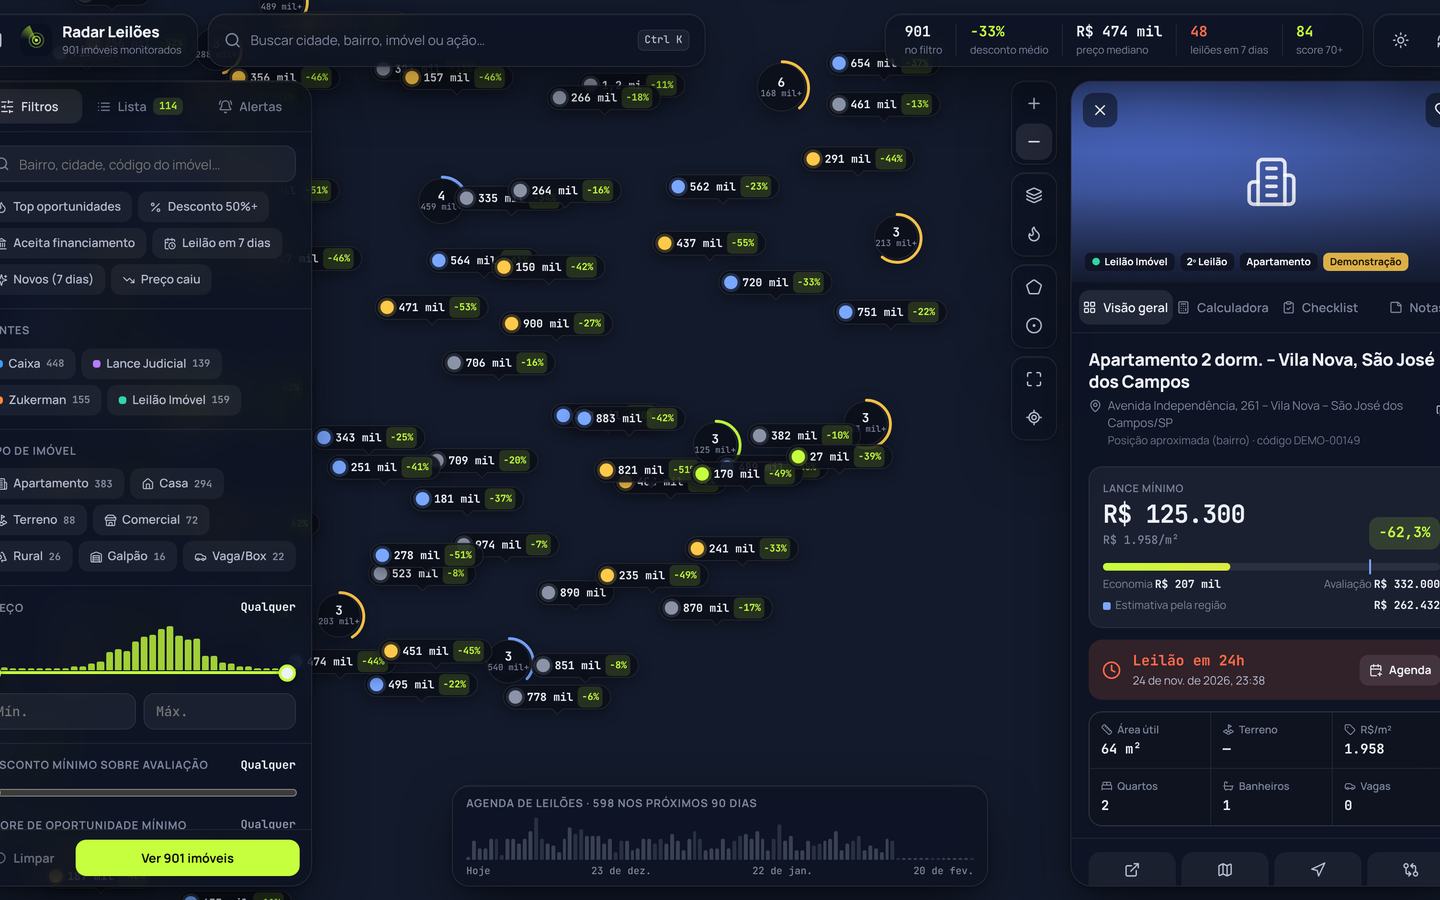 489 mil+
Radar Leilões
901 imóveis monitorados
Buscar cidade, bairro, imóvel ou ação...
Ctrl K
901
no filtro
-33%
desconto médio
R$ 474 mil
preço mediano
48
leilões em 7 dias
84
score 70+
Filtros
Lista 114
Alertas
Bairro, cidade, código do imóvel...
Top oportunidades
Desconto 50%+
Aceita financiamento
Leilão em 7 dias
Novos (7 dias)
Preço caiu
NTES
Caixa 448
Lance Judicial 139
Zukerman 155
Leilão Imóvel 159
PO DE IMÓVEL
Apartamento 383
Casa 294
Terreno 88
Comercial 72
Rural 26
Galpão 16
Vaga/Box 22
EÇO
Qualquer
Mín.
Máx.
SCONTO MÍNIMO SOBRE AVALIAÇÃO
Qualquer
ORE DE OPORTUNIDADE MÍNIMO
Qualquer
Limpar
Ver 901 imóveis
356 mil -46%
157 mil -46%
-11%
266 mil -18%
6
168 mil+
654 mil
461 mil -13%
291 mil -44%
-51%
4
459 mil
335 m
264 mil -16%
562 mil -23%
3
213 mil+
437 mil -55%
-46%
564 mil
150 mil -42%
720 mil -33%
471 mil -53%
900 mil -27%
751 mil -22%
706 mil -16%
883 mil -42%
3
125 mil
382 mil -10%
3
mil+
343 mil -25%
251 mil -41%
709 mil -20%
27 mil -39%
821 mil -51%
170 mil -49%
181 mil -37%
974 mil -7%
278 mil -51%
523 mil -8%
241 mil -33%
235 mil -49%
890 mil
870 mil -17%
3
203 mil+
474 mil -44%
451 mil -45%
3
540 mil+
851 mil -8%
495 mil -22%
778 mil -6%
AGENDA DE LEILÕES · 598 NOS PRÓXIMOS 90 DIAS
Hoje
23 de dez.
22 de jan.
20 de fev.
Leilão Imóvel
2º Leilão
Apartamento
Demonstração
Visão geral
Calculadora
Checklist
Notas
Apartamento 2 dorm. – Vila Nova, São José
dos Campos
Avenida Independência, 261 – Vila Nova – São José dos
Campos/SP
Posição aproximada (bairro) · código DEMO-00149
LANCE MÍNIMO
R$ 125.300
R$ 1.958/m²
-62,3%
Economia R$ 207 mil
Avaliação R$ 332.000
Estimativa pela região
R$ 262.432
Leilão em 24h
24 de nov. de 2026, 23:38
Agenda
Área útil
64 m²
Terreno
—
R$/m²
1.958
Quartos
2
Banheiros
1
Vagas
0